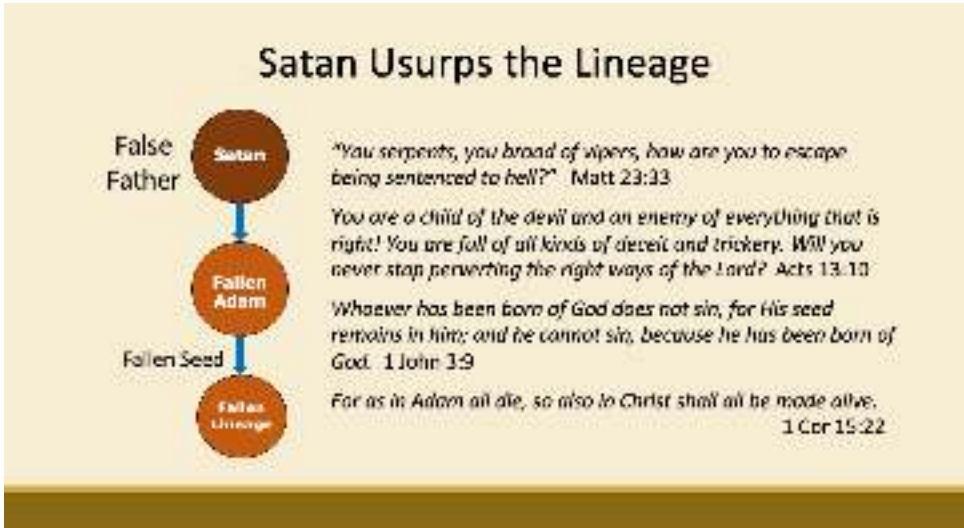 Satan Usurps the Lineage
False
Father
Satan
Fallen
Adam
Fallen Seed
Fallen
Lineage
"You serpents, you brood of vipers, how are you to escape
being sentenced to hell?" Matt 23:33
You are a child of the devil and an enemy of everything that is
right! You are full of all kinds of deceit and trickery. Will you
never stop perverting the right ways of the Lord? Acts 13:10
Whoever has been born of God does not sin, for His seed
remains in him; and he cannot sin, because he has been born of
God. 1 John 3:9
For as in Adam all die, so also in Christ shall all be made alive.
1 Cor 15:22